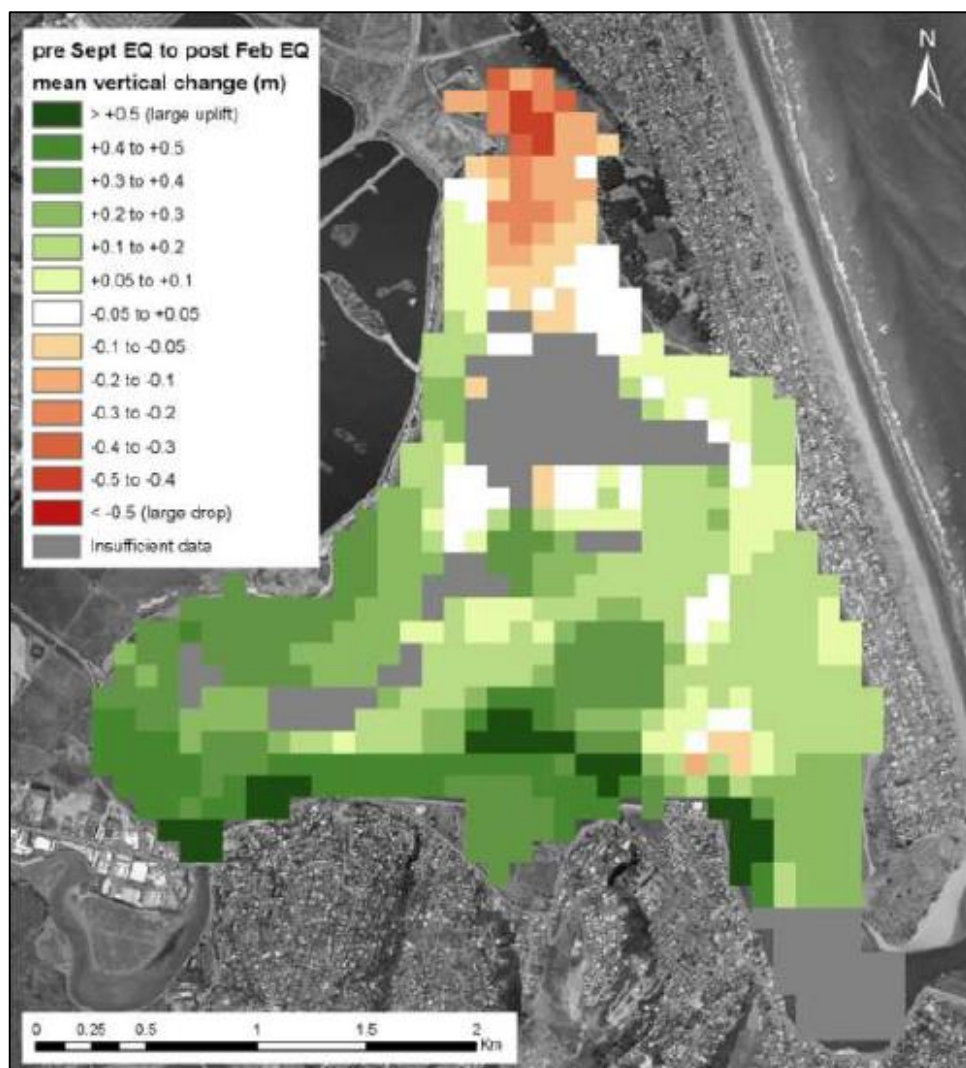 pre Sept EQ to post Feb EQ
mean vertical change (m)
> +0.5 (large uplift)
+0.4 to +0.5
+0.3 to +0.4
+0.2 to +0.3
+0.1 to +0.2
+0.05 to +0.1
-0.05 to +0.05
-0.1 to -0.05
-0.2 to -0.1
-0.3 to -0.2
-0.4 to -0.3
-0.5 to -0.4
< -0.5 (large drop)
Insufficient data
N
0 0.25 0.5 1 1.5 2
Km